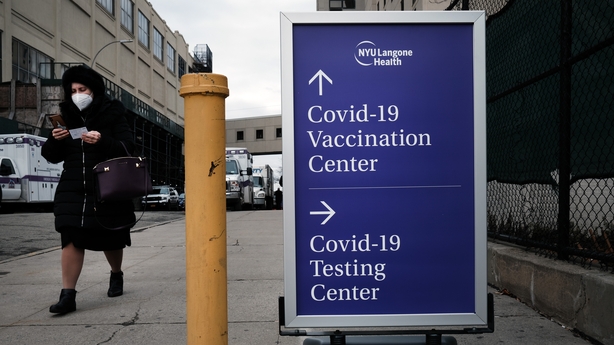 NYU Langone
Health
Covid-19
Vaccination
Center
Covid-19
Testing
Center